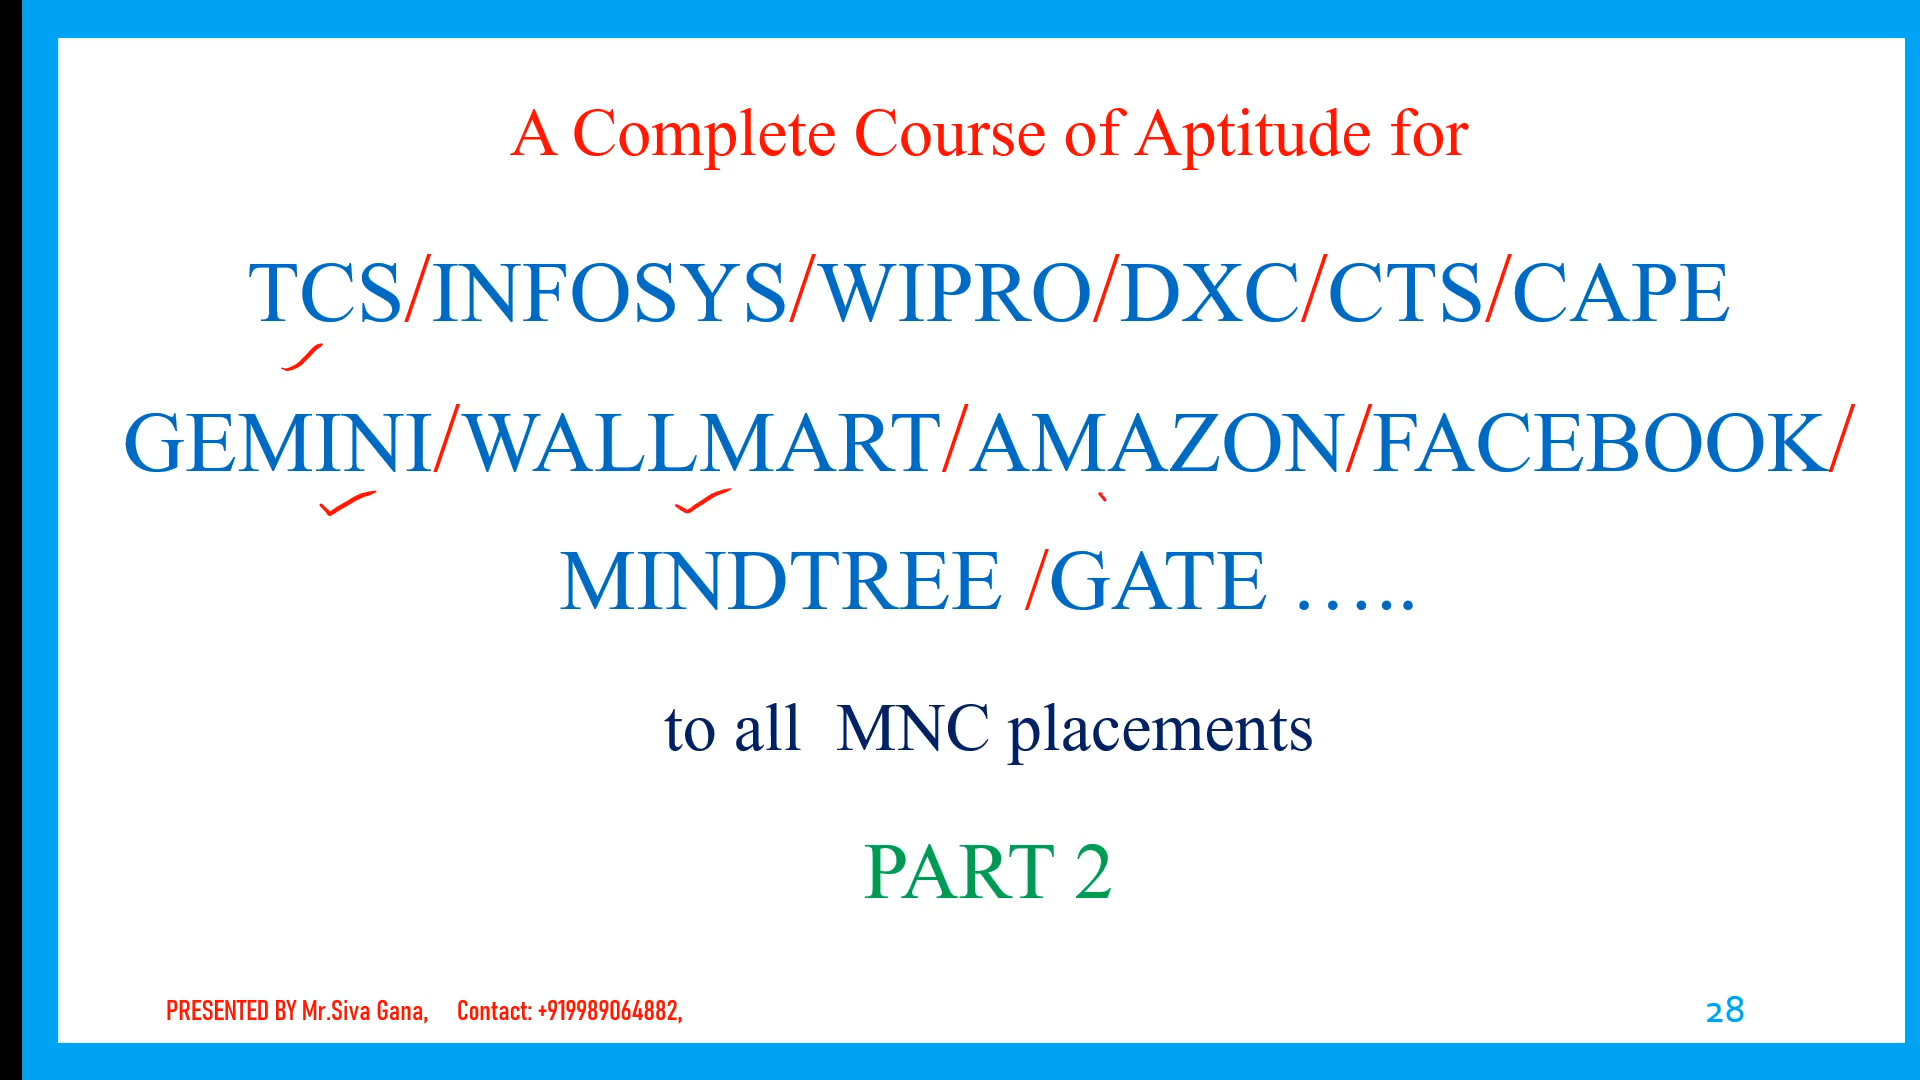 A Complete Course of Aptitude for
TCS/INFOSYS/WIPRO/DXC/CTS/CAPE
GEMINI/WALLMART/AMAZON/FACEBOOK/
MINDTREE /GATE .....
to all  MNC placements
PART 2
PRESENTED BY Mr.Siva Gana,     Contact: +919989064882,
28